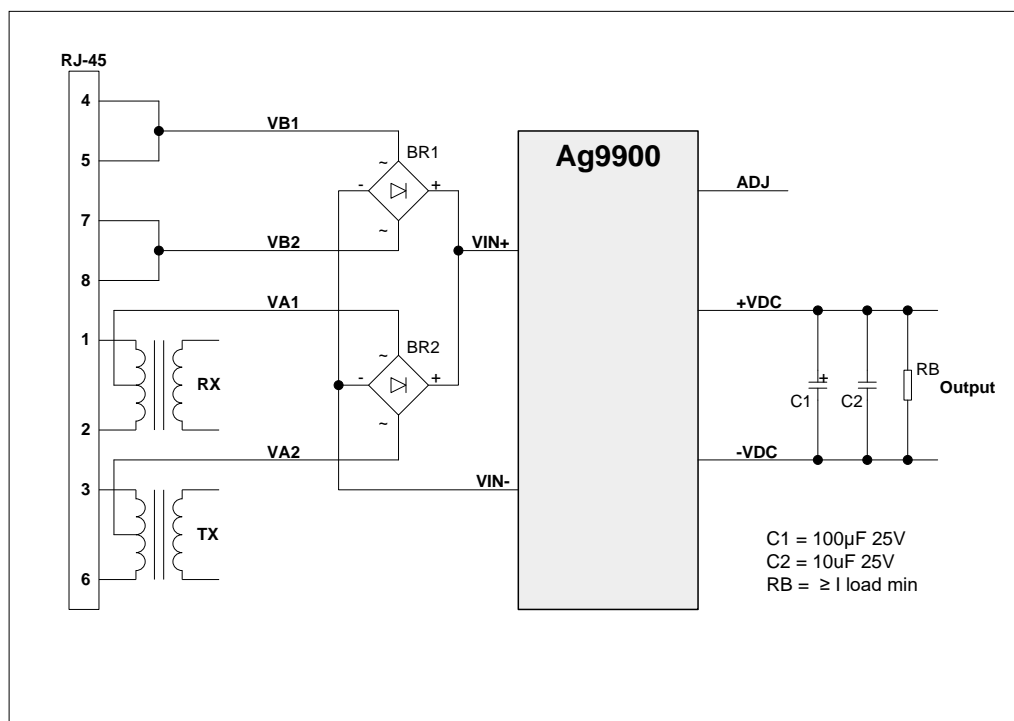 RJ-45
4
5
7
8
1
2
3
6
VB1
VB2
VA1
VA2
RX
TX
~
BR1
-
+
~
~
BR2
-
+
~
VIN+
VIN-
Ag9900
ADJ
+VDC
-VDC
+
C1
C2
RB
Output
C1 = 100µF 25V
C2 = 10uF 25V
RB = ≥ I load min